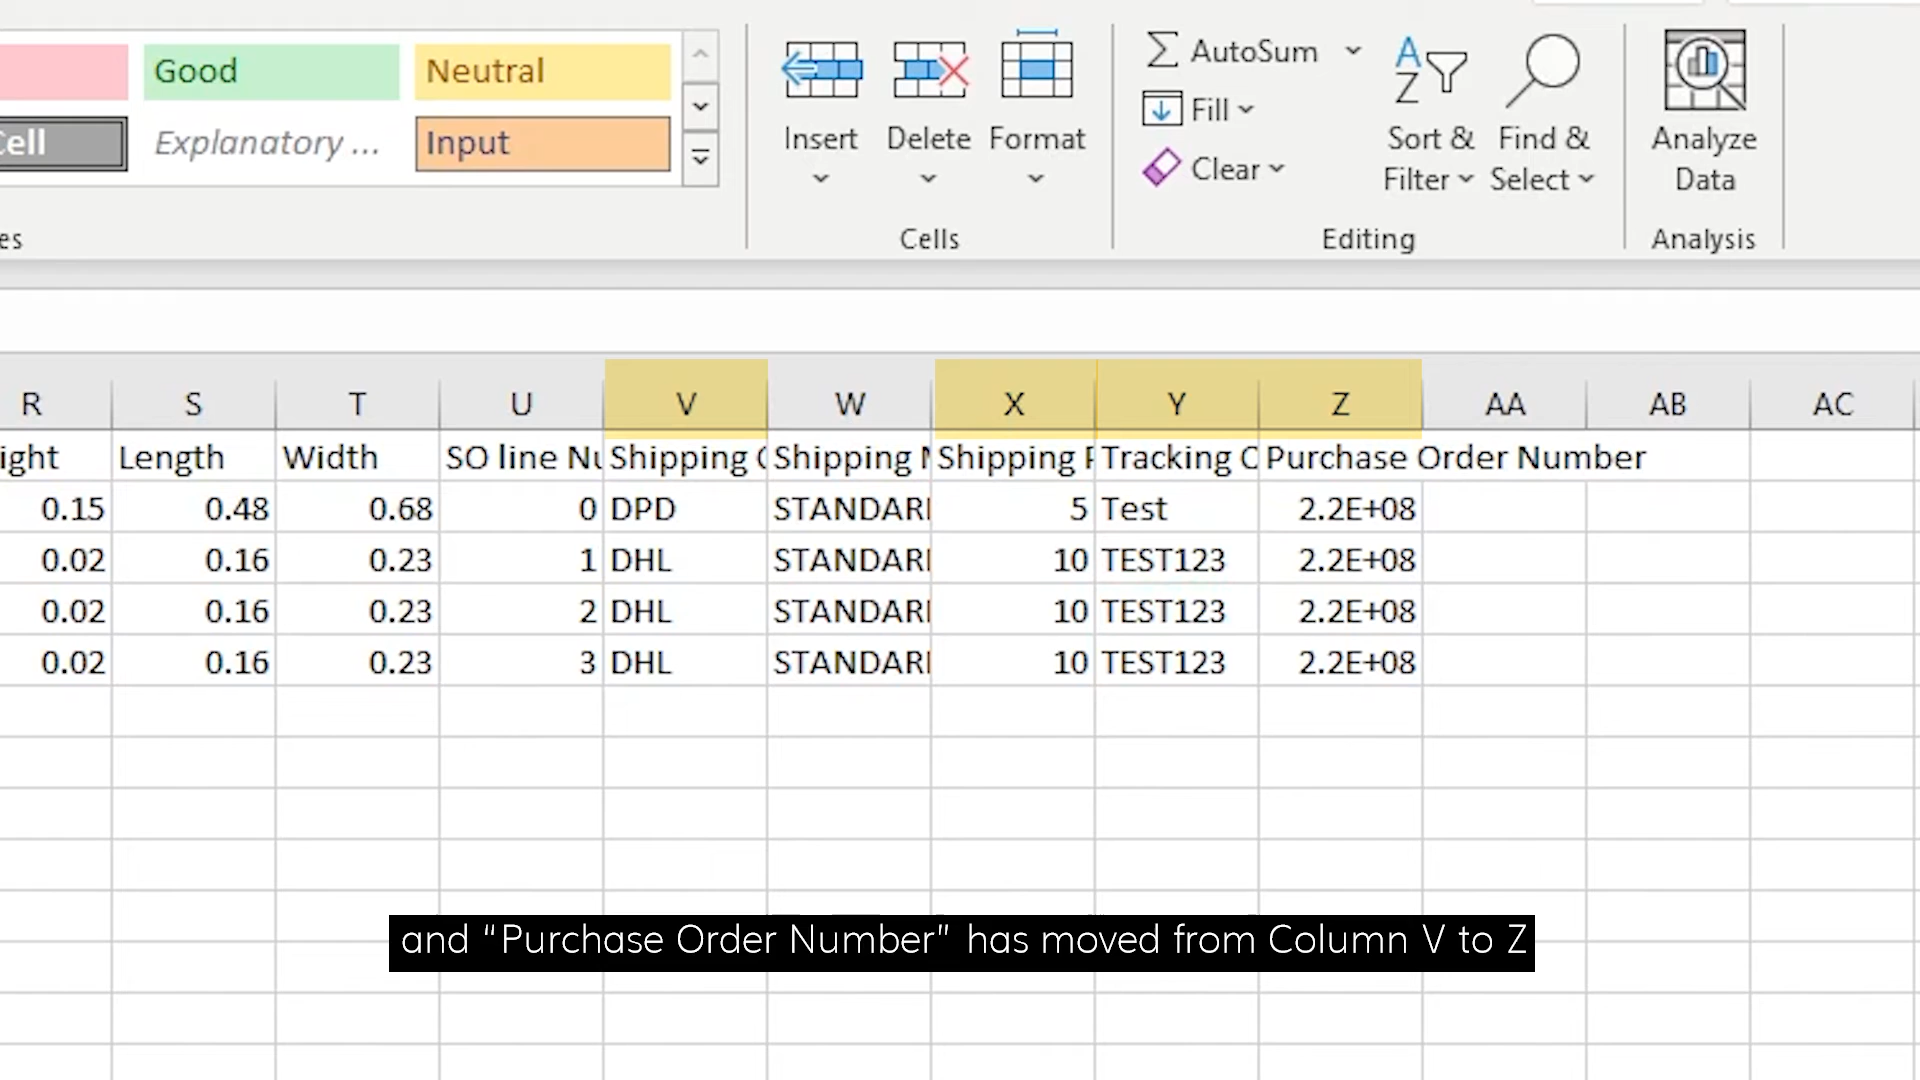 Good Neutral
Cell Explanatory ... Input
Insert Delete Format
Cells
AutoSum
Fill
Clear
Sort &
Filter
Find &
Select
Editing
Analyze
Data
Analysis
es
R S T U V W X Y Z AA AB AC
ight Length Width SO line Nu Shipping Shipping Shipping Tracking Purchase Order Number
0.15 0.48 0.68 0 DPD STANDARD 5 Test 2.2E+08
0.02 0.16 0.23 1 DHL STANDARD 10 TEST123 2.2E+08
0.02 0.16 0.23 2 DHL STANDARD 10 TEST123 2.2E+08
0.02 0.16 0.23 3 DHL STANDARD 10 TEST123 2.2E+08
and “Purchase Order Number” has moved from Column V to Z